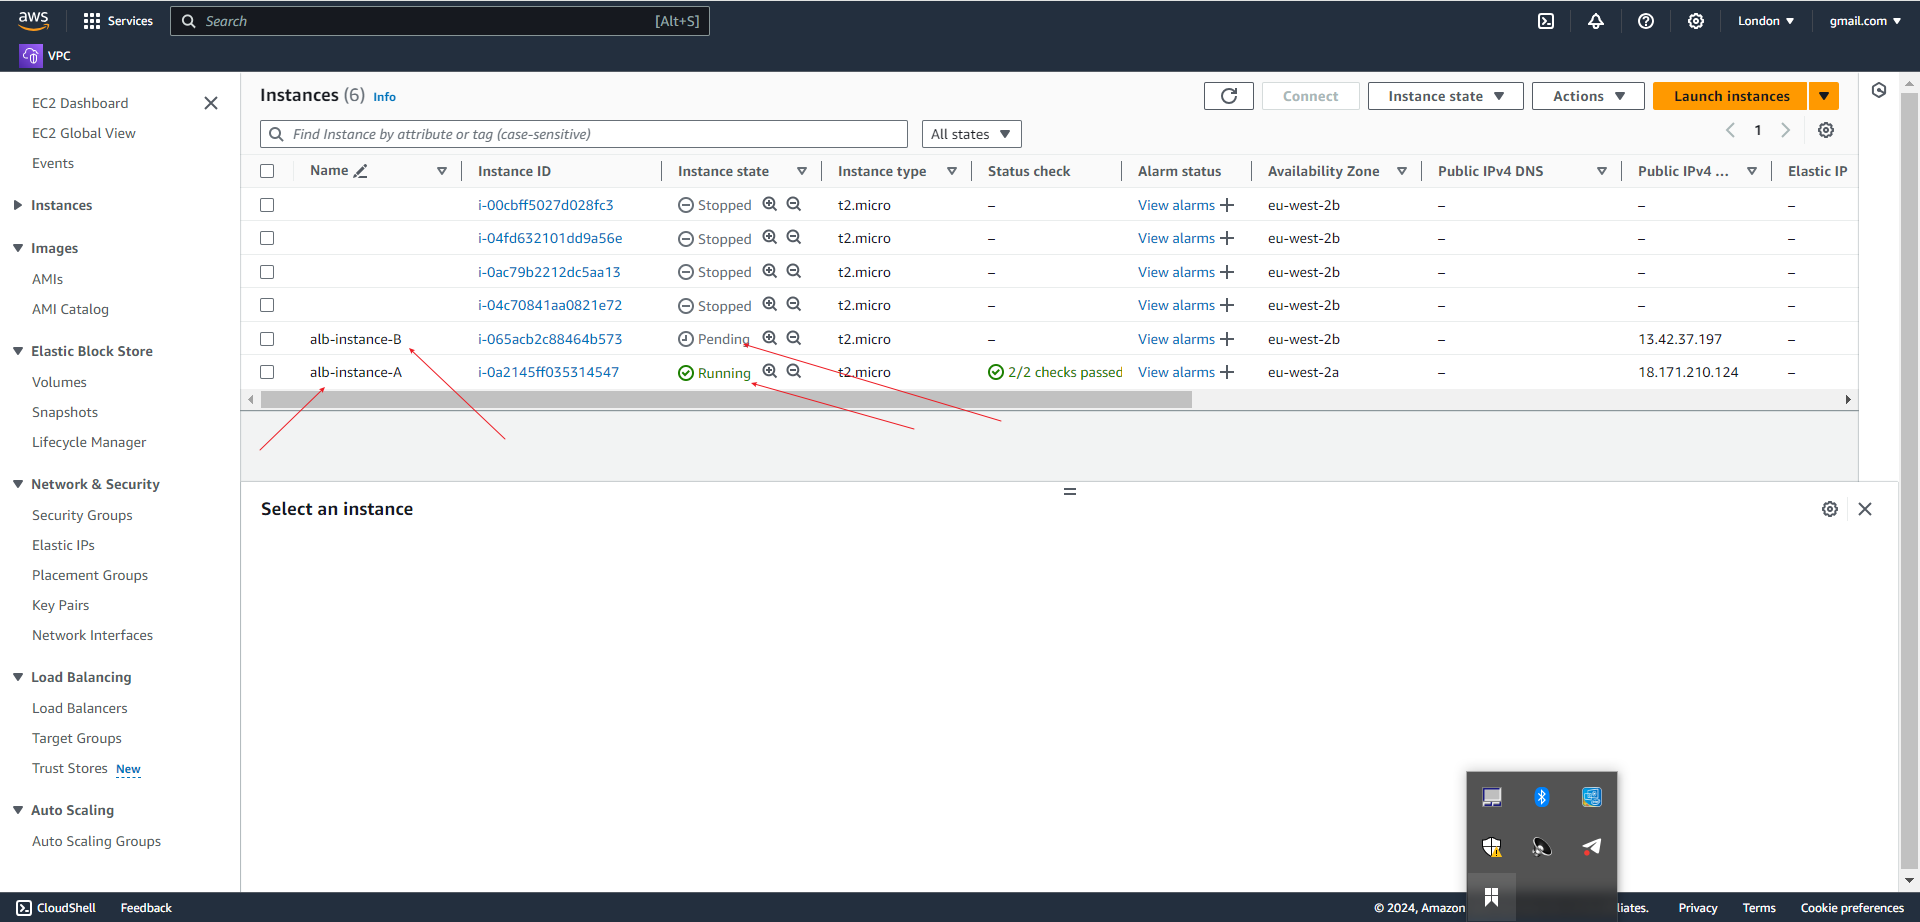 aws Services Search [Alt+S] London gmail.com
VPC
EC2 Dashboard
EC2 Global View
Events
Instances
Images
AMIs
AMI Catalog
Elastic Block Store
Volumes
Snapshots
Lifecycle Manager
Network & Security
Security Groups
Elastic IPs
Placement Groups
Key Pairs
Network Interfaces
Load Balancing
Load Balancers
Target Groups
Trust Stores New
Auto Scaling
Auto Scaling Groups
Instances (6) Info Connect Instance state Actions Launch instances
Find Instance by attribute or tag (case-sensitive) All states 1
Name Instance ID Instance state Instance type Status check Alarm status Availability Zone Public IPv4 DNS Public IPv4 ... Elastic IP
i-00cbff5027d028fc3 Stopped t2.micro – View alarms + eu-west-2b – – –
i-04fd632101dd9a56e Stopped t2.micro – View alarms + eu-west-2b – – –
i-0ac79b2212dc5aa13 Stopped t2.micro – View alarms + eu-west-2b – – –
i-04c70841aa0821e72 Stopped t2.micro – View alarms + eu-west-2b – – –
alb-instance-B i-065acb2c88464b573 Pending t2.micro – View alarms + eu-west-2b – 13.42.37.197 –
alb-instance-A i-0a2145ff035314547 Running t2.micro 2/2 checks passed View alarms + eu-west-2a – 18.171.210.124 –
Select an instance
CloudShell Feedback © 2024, Amazon liates. Privacy Terms Cookie preferences